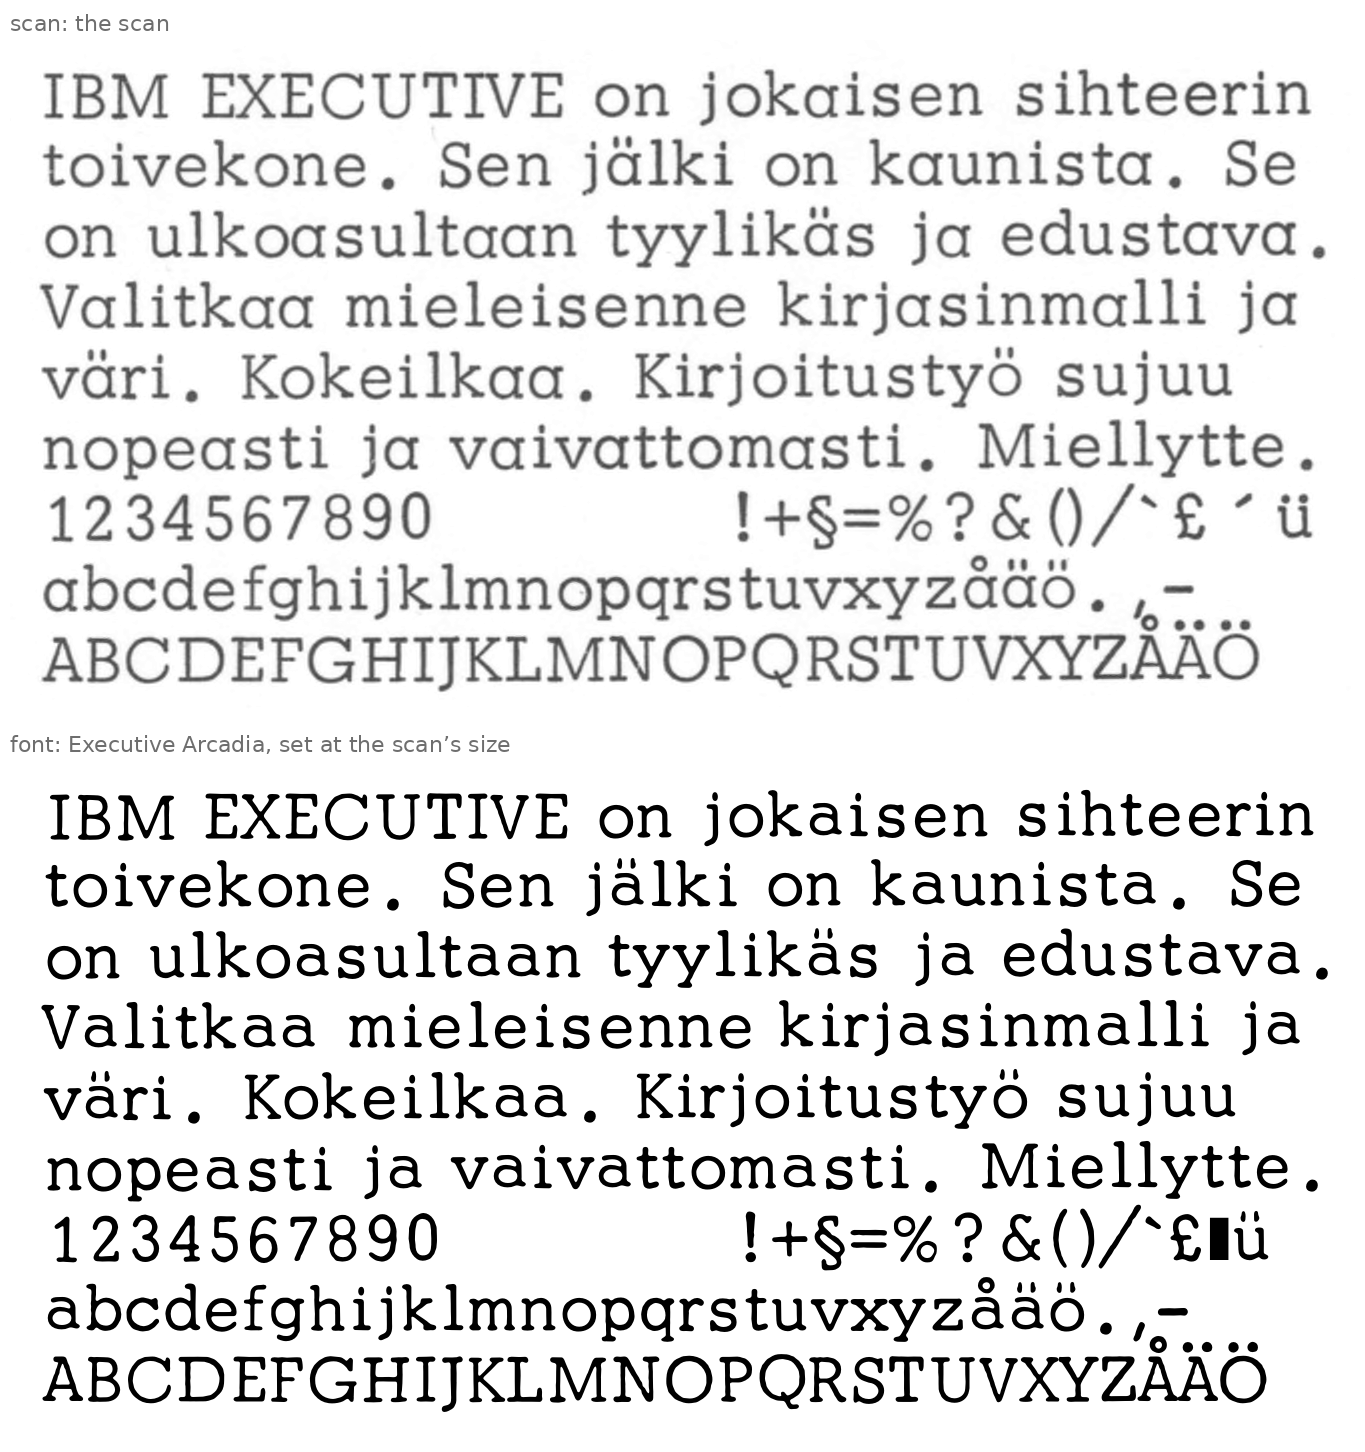 scan: the scan
IBM EXECUTIVE on jokaisen sihteerin
toivekone. Sen jälki on kaunista. Se
on ulkoasultaan tyylikäs ja edustava.
Valitkaa mieleisenne kirjasinmalli ja
väri. Kokeilkaa. Kirjoitustyö sujuu
nopeasti ja vaivattomasti. Miellytte.
1234567890 !+§=%?&()/`£ ´ü
abcdefghijklmnopqrstuvxyzåäö.,-
ABCDEFGHIJKLMNOPQRSTUVXYZÅÄÖ
font: Executive Arcadia, set at the scan’s size
IBM EXECUTIVE on jokaisen sihteerin
toivekone. Sen jälki on kaunista. Se
on ulkoasultaan tyylikäs ja edustava.
Valitkaa mieleisenne kirjasinmalli ja
väri. Kokeilkaa. Kirjoitustyö sujuu
nopeasti ja vaivattomasti. Miellytte.
1234567890 !+§=%?&()/`£▮ü
abcdefghijklmnopqrstuvxyzåäö.,-
ABCDEFGHIJKLMNOPQRSTUVXYZÅÄÖ